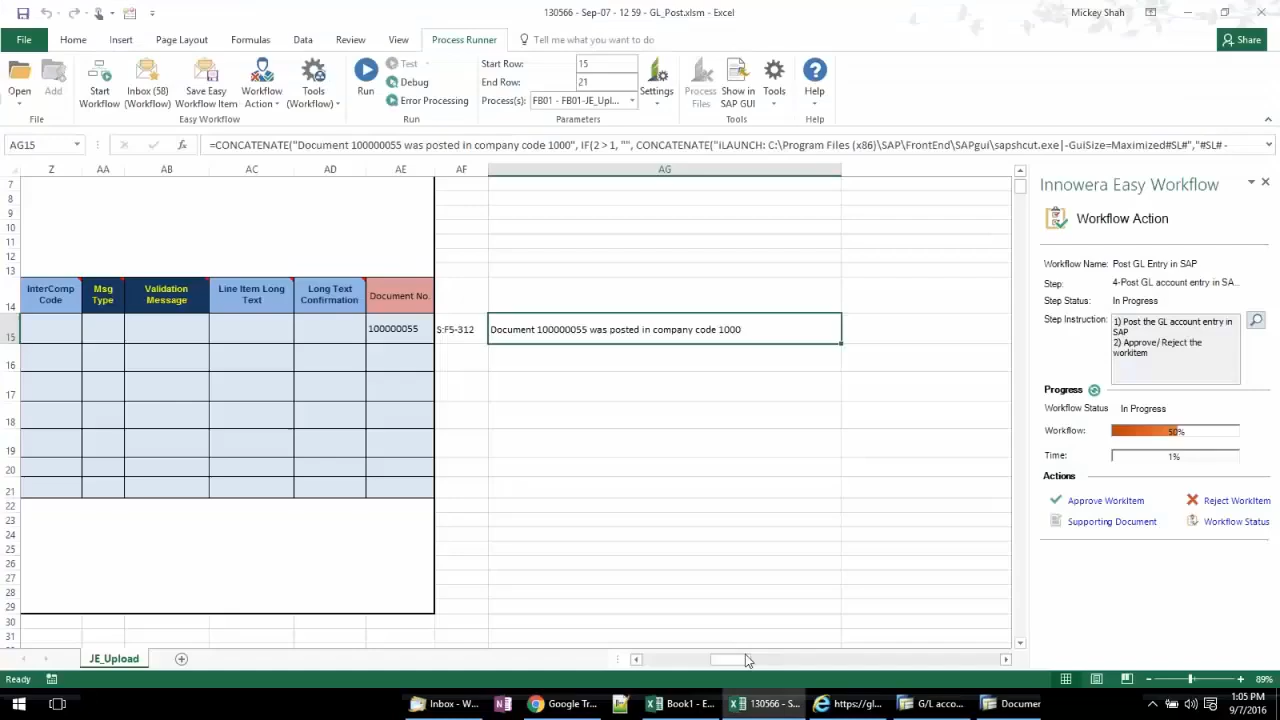 130566 - Sep-07 - 12 59 - GL_Post.xlsm - Excel
Mickey Shah
File Home Insert Page Layout Formulas Data Review View Process Runner Tell me what you want to do Share
Open Add
File
Start Workflow
Inbox (58) (Workflow)
Save Easy Workflow Item
Workflow Action
Tools (Workflow)
Easy Workflow
Run
Test
Debug
Error Processing
Run
Start Row: 15
End Row: 21
Process(s): FB01 - FB01-JE_Upl...
Parameters
Settings
Process Files
Show in SAP GUI
Tools
Tools
Help
Help
AG15 fx =CONCATENATE("Document 100000055 was posted in company code 1000", IF(2 > 1, "", CONCATENATE("iLAUNCH: C:\Program Files (x86)\SAP\FrontEnd\SAPgui\sapshcut.exe|-GuiSize=Maximized#SL#","#SL# -
Z AA AB AC AD AE AF AG
7
8
9
10
11
12
13
14 InterComp Code Msg Type Validation Message Line Item Long Text Long Text Confirmation Document No.
15 100000055 S:F5-312 Document 100000055 was posted in company code 1000
16
17
18
19
20
21
22
23
24
25
26
27
28
29
30
31
JE_Upload
Ready
89%
Innowera Easy Workflow
Workflow Action
Workflow Name: Post GL Entry in SAP
Step: 4-Post GL account entry in SA...
Step Status: In Progress
Step Instruction: 1) Post the GL account entry in
SAP
2) Approve/ Reject the
workitem
Progress
Workflow Status In Progress
Workflow: 50%
Time: 1%
Actions
Approve WorkItem Reject WorkItem
Supporting Document Workflow Status
Inbox - W...
Google Tr...
Book1 - E...
130566 - S...
https://gl...
G/L acco...
Documen
1:05 PM
9/7/2016